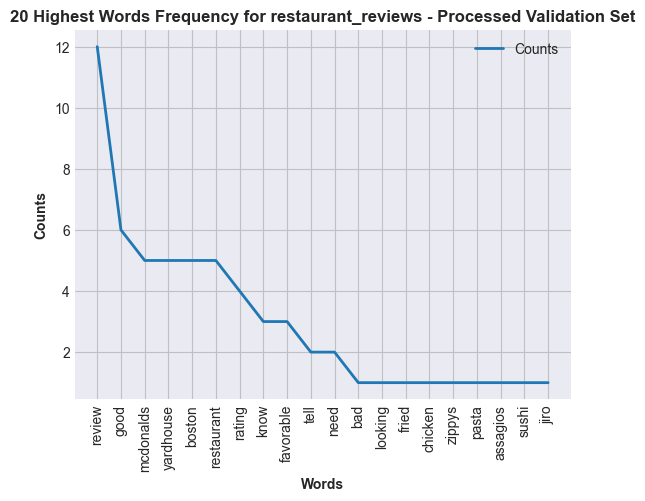 20 Highest Words Frequency for restaurant_reviews - Processed Validation Set
Counts
12
10
8
6
4
2
Counts
review
good
mcdonalds
yardhouse
boston
restaurant
rating
know
favorable
tell
need
bad
looking
fried
chicken
zippys
pasta
assagios
sushi
jiro
Words